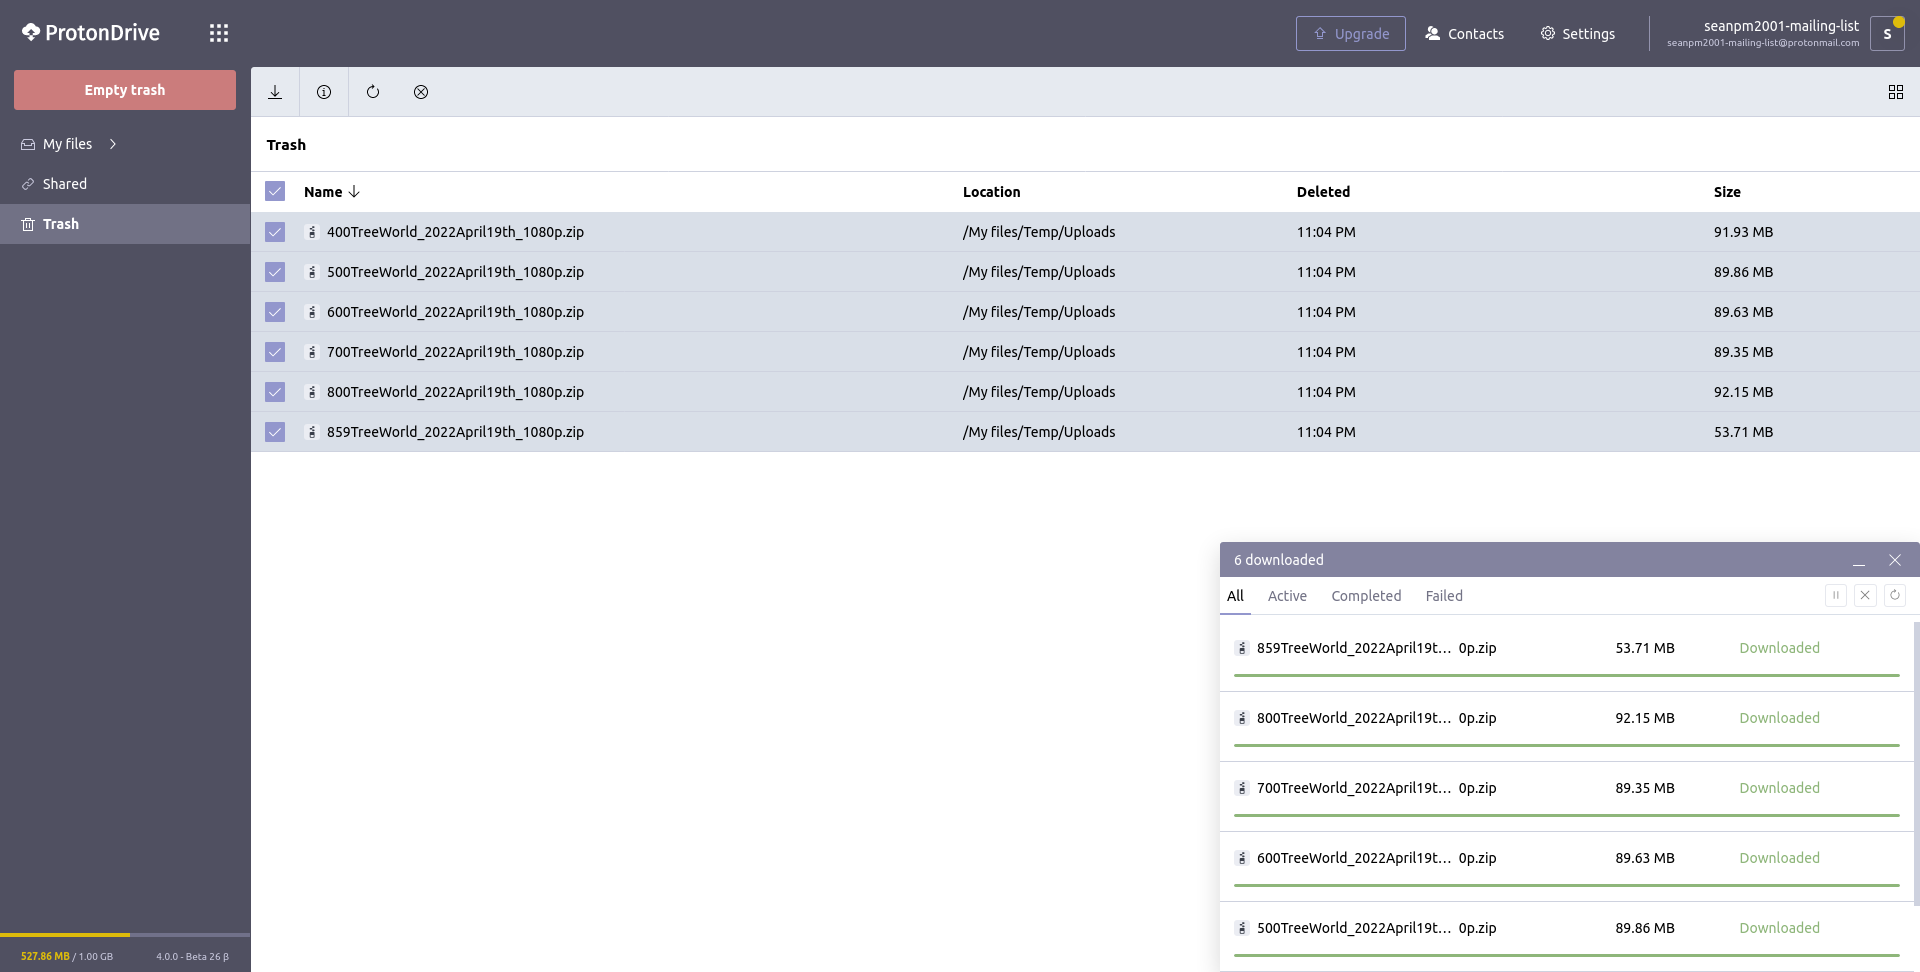 ProtonDrive
Upgrade
Contacts
Settings
seanpm2001-mailing-list
seanpm2001-mailing-list@protonmail.com
S
Empty trash
My files
Shared
Trash
Trash
Name Location Deleted Size
400TreeWorld_2022April19th_1080p.zip /My files/Temp/Uploads 11:04 PM 91.93 MB
500TreeWorld_2022April19th_1080p.zip /My files/Temp/Uploads 11:04 PM 89.86 MB
600TreeWorld_2022April19th_1080p.zip /My files/Temp/Uploads 11:04 PM 89.63 MB
700TreeWorld_2022April19th_1080p.zip /My files/Temp/Uploads 11:04 PM 89.35 MB
800TreeWorld_2022April19th_1080p.zip /My files/Temp/Uploads 11:04 PM 92.15 MB
859TreeWorld_2022April19th_1080p.zip /My files/Temp/Uploads 11:04 PM 53.71 MB
6 downloaded
All Active Completed Failed
859TreeWorld_2022April19t… 0p.zip 53.71 MB Downloaded
800TreeWorld_2022April19t… 0p.zip 92.15 MB Downloaded
700TreeWorld_2022April19t… 0p.zip 89.35 MB Downloaded
600TreeWorld_2022April19t… 0p.zip 89.63 MB Downloaded
500TreeWorld_2022April19t… 0p.zip 89.86 MB Downloaded
527.86 MB / 1.00 GB 4.0.0 - Beta 26 β